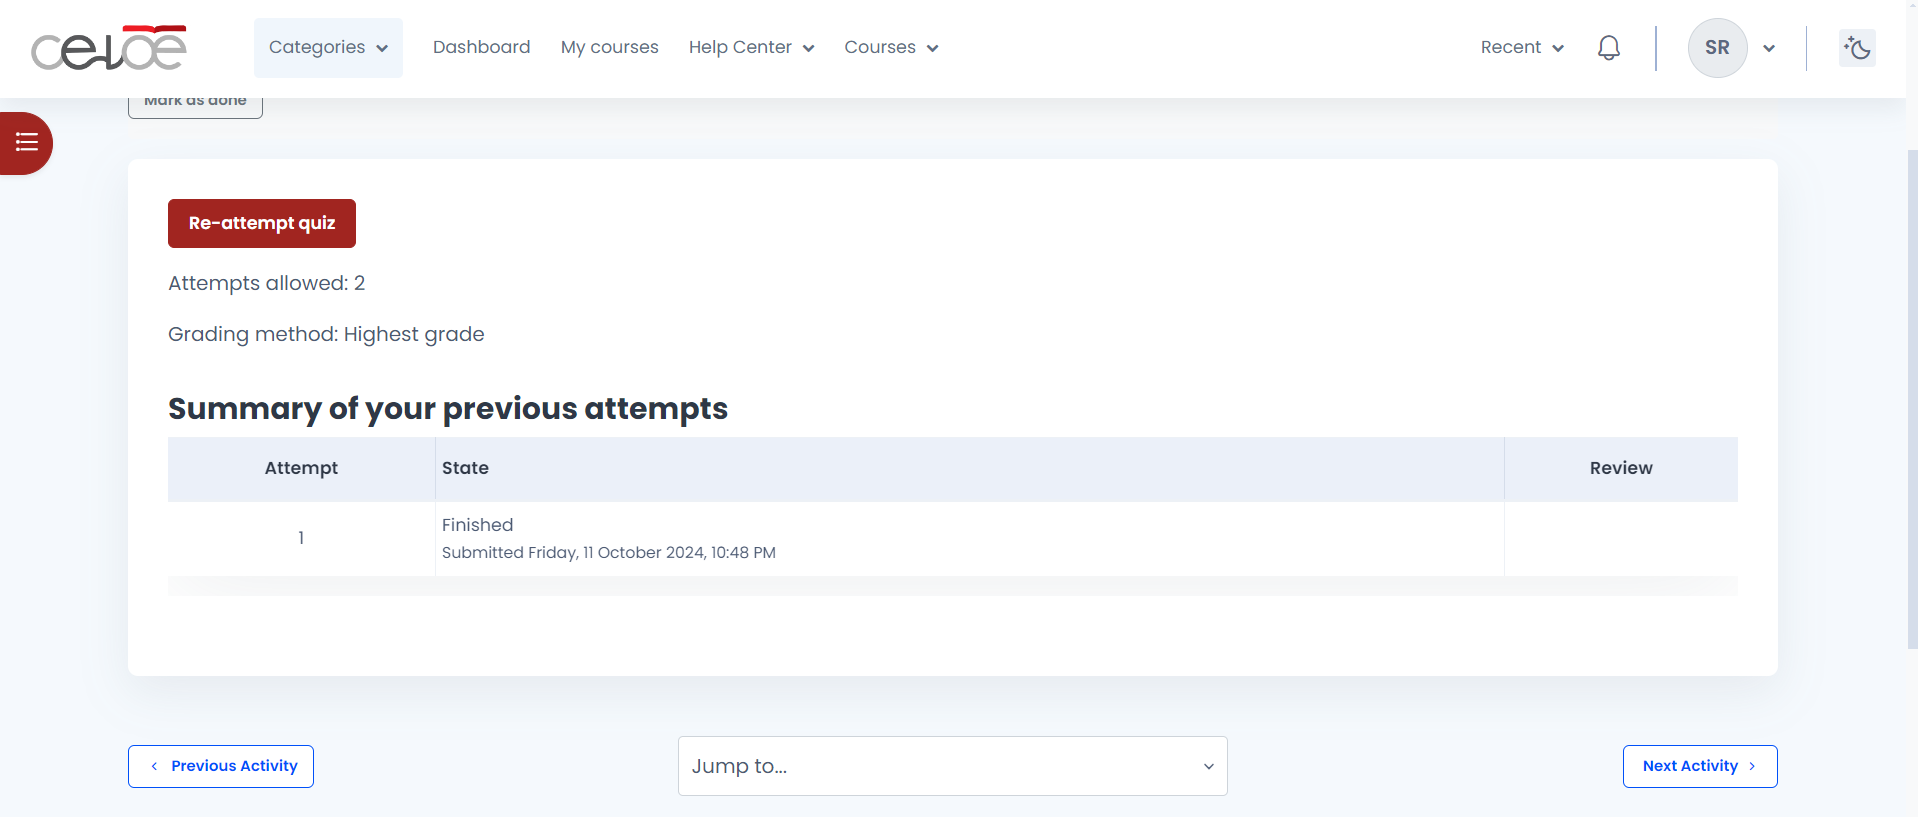 celoe
Categories
Dashboard
My courses
Help Center
Courses
Recent
SR
Mark as done
Re-attempt quiz
Attempts allowed: 2
Grading method: Highest grade
Summary of your previous attempts
Attempt State Review
1 Finished
Submitted Friday, 11 October 2024, 10:48 PM
Previous Activity
Jump to...
Next Activity